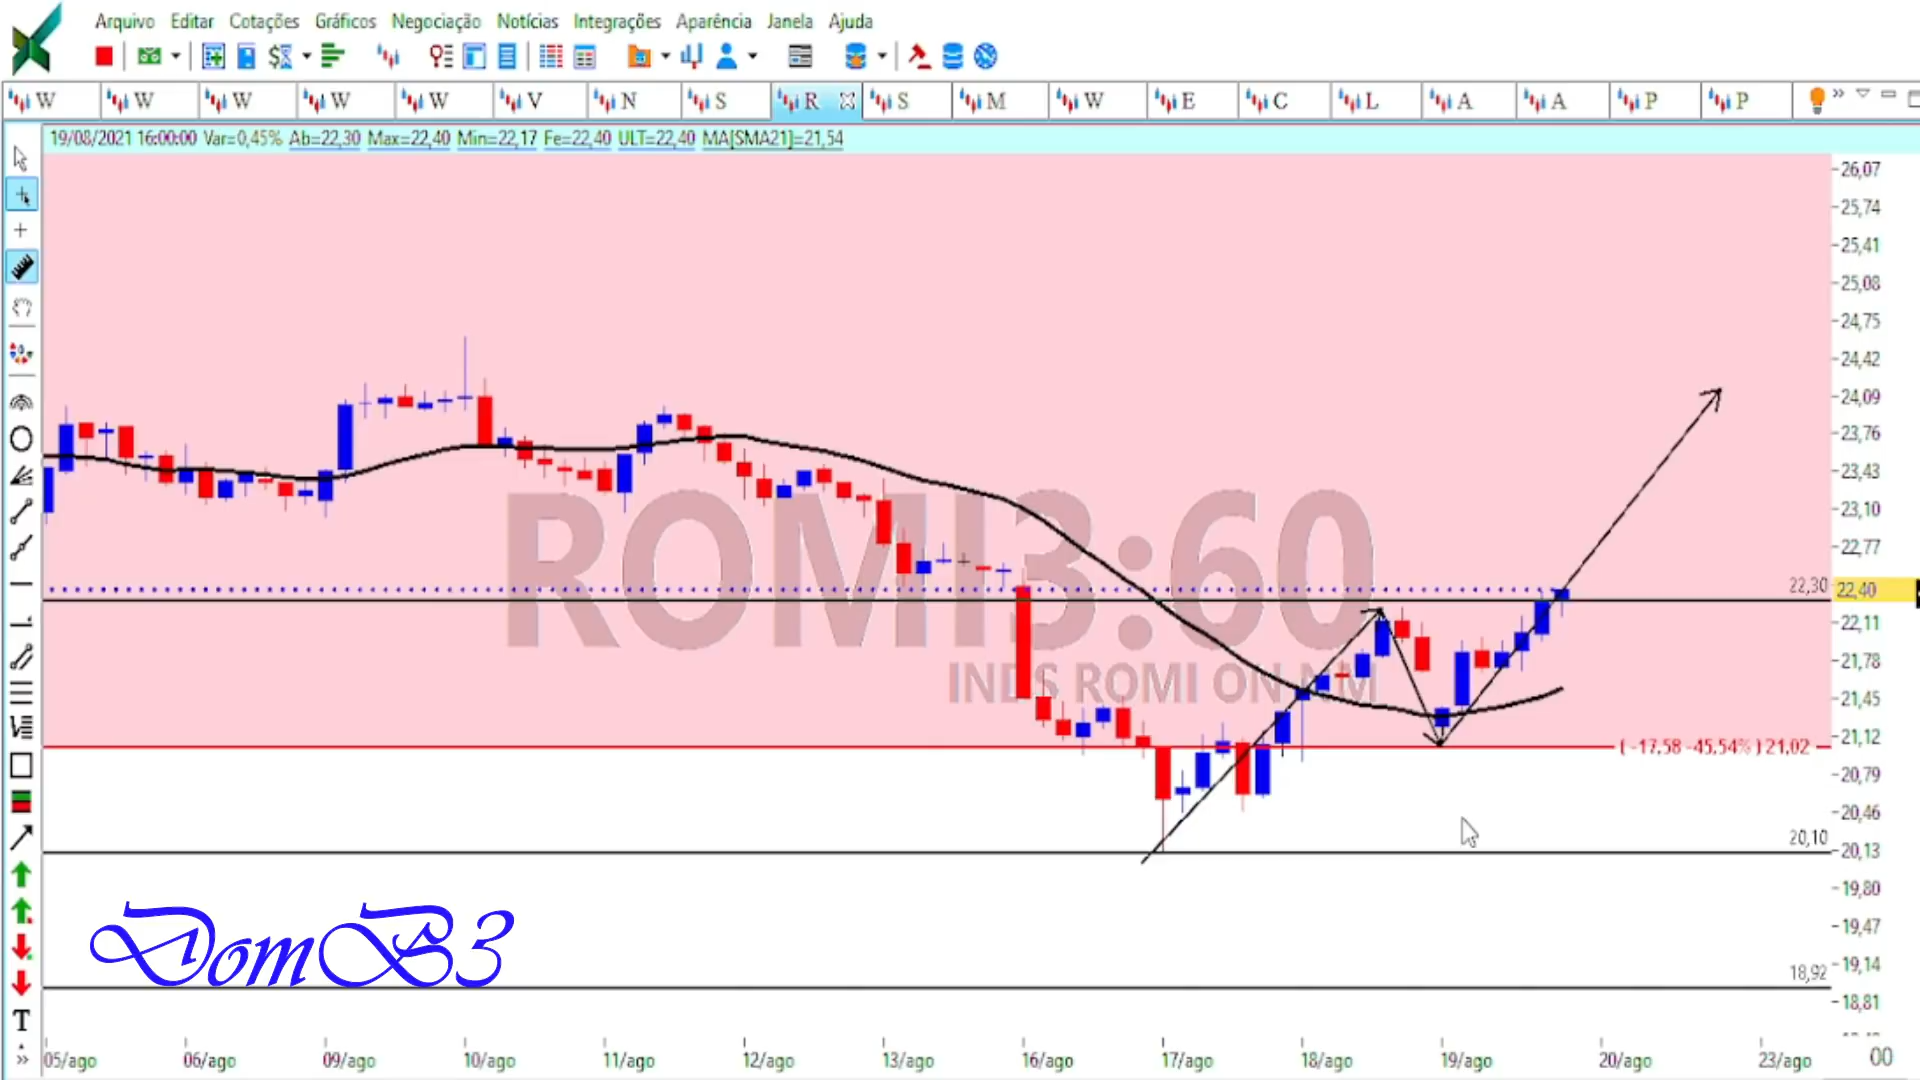 Arquivo Editar Cotações Gráficos Negociação Notícias Integrações Aparência Janela Ajuda
W W W W W V N S R S M W E C L A A P P
19/08/2021 16:00:00 Var=0,45% Ab=22,30 Max=22,40 Min=22,17 Fe=22,40 ULT=22,40 MA[SMA21]=21,54
26,07
25,74
25,41
25,08
24,75
24,42
24,09
23,76
23,43
23,10
22,77
22,30 22,40
22,11
21,78
21,45
21,12
20,79
20,46
20,13
19,80
19,47
19,14
18,81
ROMI3:60
INDS ROMI ON NM
( -17,58 -45,54% ) 21,02
20,10
18,92
DomB3
T
05/ago 06/ago 09/ago 10/ago 11/ago 12/ago 13/ago 16/ago 17/ago 18/ago 19/ago 20/ago 23/ago 00